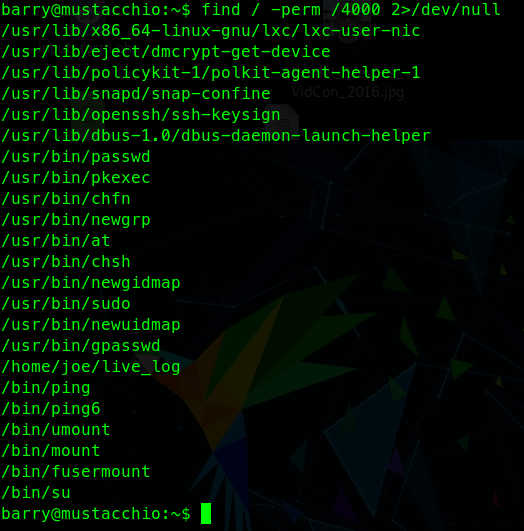 barry@mustacchio:~$ find / -perm /4000 2>/dev/null
/usr/lib/x86_64-linux-gnu/lxc/lxc-user-nic
/usr/lib/eject/dmcrypt-get-device
/usr/lib/policykit-1/polkit-agent-helper-1
/usr/lib/snapd/snap-confine
VidCon_2016.jpg
/usr/lib/openssh/ssh-keysign
/usr/lib/dbus-1.0/dbus-daemon-launch-helper
/usr/bin/passwd
/usr/bin/pkexec
/usr/bin/chfn
/usr/bin/newgrp
/usr/bin/at
/usr/bin/chsh
/usr/bin/newgidmap
/usr/bin/sudo
/usr/bin/newuidmap
/usr/bin/gpasswd
/home/joe/live_log
/bin/ping
/bin/ping6
/bin/umount
/bin/mount
/bin/fusermount
/bin/su
barry@mustacchio:~$